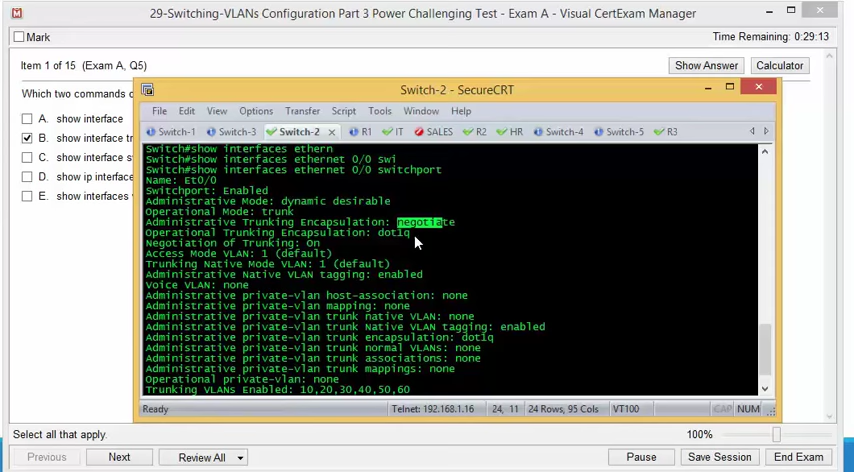 29-Switching-VLANs Configuration Part 3 Power Challenging Test - Exam A - Visual CertExam Manager
Mark
Time Remaining: 0:29:13
Item 1 of 15 (Exam A, Q5)
Show Answer
Calculator
Which two commands
A. show interface
B. show interface tr
C. show interface s
D. show ip interface
E. show interfaces
Switch-2 - SecureCRT
File Edit View Options Transfer Script Tools Window Help
Switch-1 Switch-3 Switch-2 R1 IT SALES R2 HR Switch-4 Switch-5 R3
Switch#show interfaces ethern
Switch#show interfaces ethernet 0/0 swi
Switch#show interfaces ethernet 0/0 switchport
Name: Et0/0
Switchport: Enabled
Administrative Mode: dynamic desirable
Operational Mode: trunk
Administrative Trunking Encapsulation: negotiate
Operational Trunking Encapsulation: dot1q
Negotiation of Trunking: On
Access Mode VLAN: 1 (default)
Trunking Native Mode VLAN: 1 (default)
Administrative Native VLAN tagging: enabled
Voice VLAN: none
Administrative private-vlan host-association: none
Administrative private-vlan mapping: none
Administrative private-vlan trunk native VLAN: none
Administrative private-vlan trunk Native VLAN tagging: enabled
Administrative private-vlan trunk encapsulation: dot1q
Administrative private-vlan trunk normal VLANs: none
Administrative private-vlan trunk associations: none
Administrative private-vlan trunk mappings: none
Operational private-vlan: none
Trunking VLANs Enabled: 10,20,30,40,50,60
Ready
Telnet: 192.168.1.16 24, 11 24 Rows, 95 Cols VT100 CAP NUM
Select all that apply.
100%
Previous Next Review All Pause Save Session End Exam